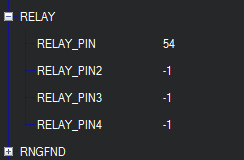 RELAY
RELAY_PIN 54
RELAY_PIN2 -1
RELAY_PIN3 -1
RELAY_PIN4 -1
RNGFND